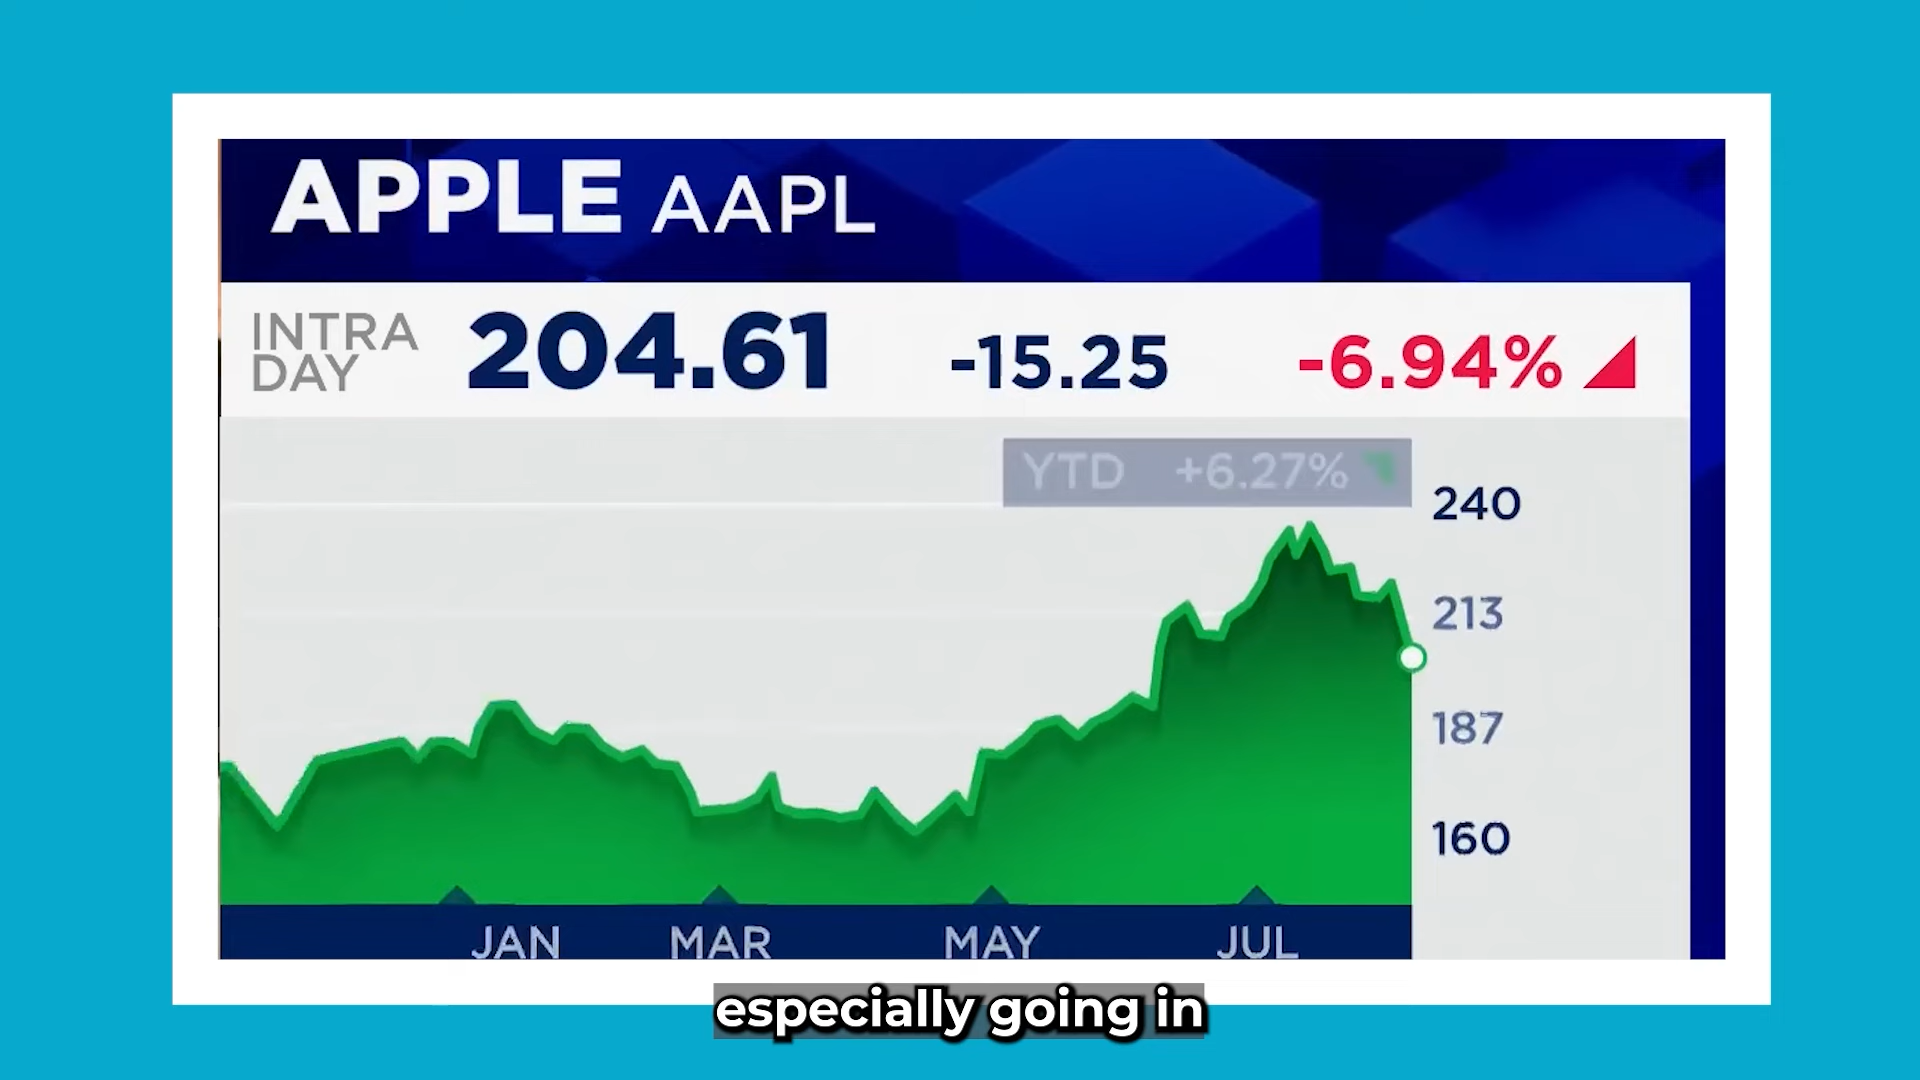 APPLE AAPL
INTRA
DAY
204.61 -15.25 -6.94%
YTD +6.27%
240
213
187
160
JAN MAR MAY JUL
especially going in